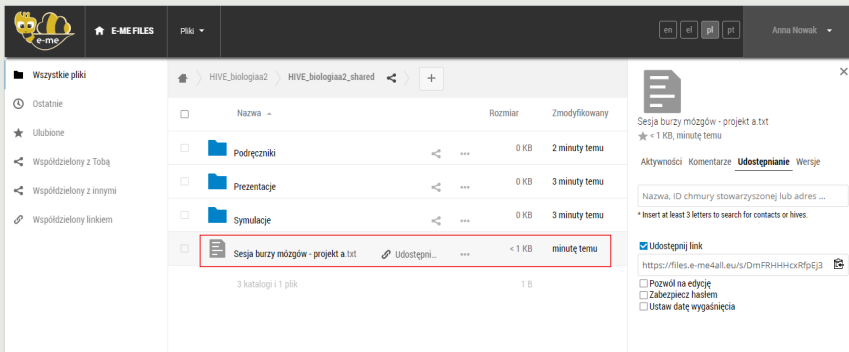 e-me
E-ME FILES
Pliki
en el pl pt
Anna Nowak
Wszystkie pliki
Ostatnie
Ulubione
Współdzielony z Tobą
Współdzielony z innymi
Współdzielony linkiem
HIVE_biologiaa2 HIVE_biologiaa2_shared +
Nazwa Rozmiar Zmodyfikowany
Podręczniki 0 KB 2 minuty temu
Prezentacje 0 KB 3 minuty temu
Symulacje 0 KB 3 minuty temu
Sesja burzy mózgów - projekt a.txt Udostępni... < 1 KB minutę temu
3 katalogi i 1 plik 1 B
Sesja burzy mózgów - projekt a.txt
< 1 KB, minutę temu
Aktywności Komentarze Udostępnianie Wersje
Nazwa, ID chmury stowarzyszonej lub adres ...
* Insert at least 3 letters to search for contacts or hives.
Udostępnij link
https://files.e-me4all.eu/s/DmFRHHHcxRfpEj3
Pozwól na edycję
Zabezpiecz hasłem
Ustaw datę wygaśnięcia